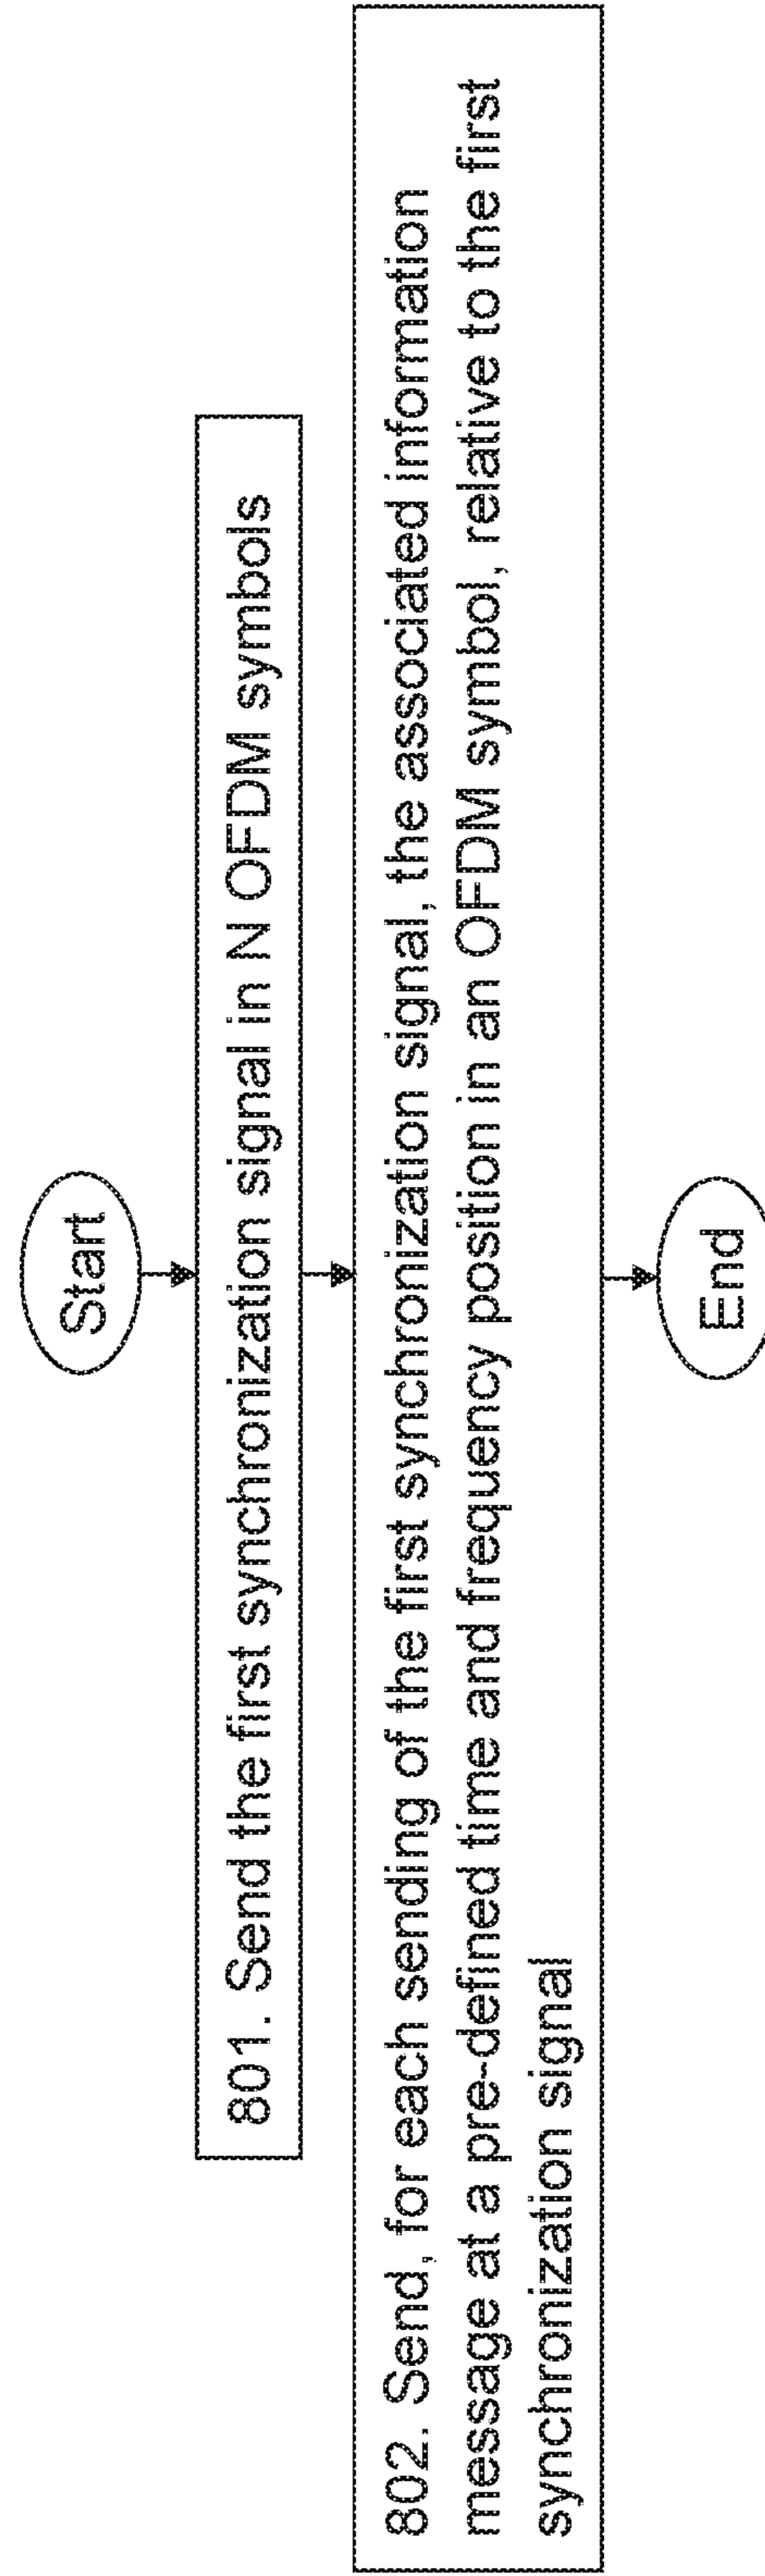 Start
801. Send the first synchronization signal in N OFDM symbols
802. Send, for each sending of the first synchronization signal, the associated information
message at a pre-defined time and frequency position in an OFDM symbol, relative to the first
synchronization signal
End